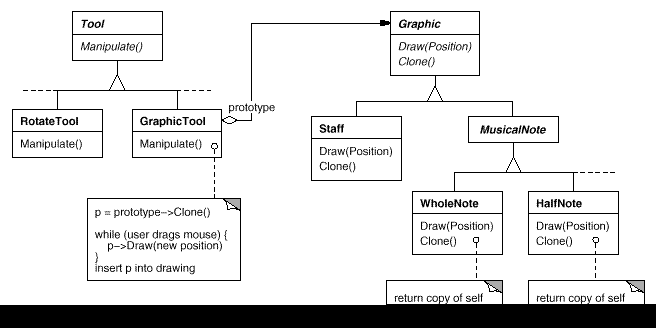 Tool
Manipulate()
Graphic
Draw(Position)
Clone()
prototype
RotateTool
Manipulate()
GraphicTool
Manipulate()
Staff
Draw(Position)
Clone()
MusicalNote
p = prototype–>Clone()
while (user drags mouse) {
p–>Draw(new position)
}
insert p into drawing
WholeNote
Draw(Position)
Clone()
HalfNote
Draw(Position)
Clone()
return copy of self
return copy of self